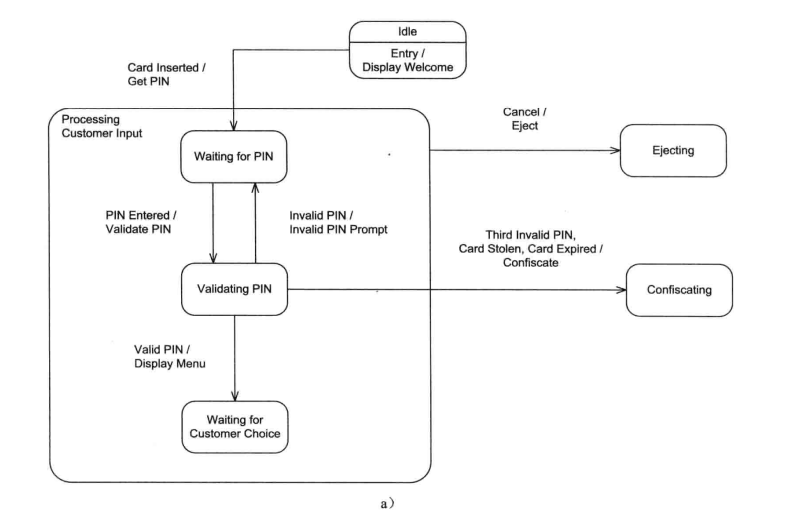 Idle
Entry /
Display Welcome
Card Inserted /
Get PIN
Processing
Customer Input
Cancel /
Eject
Waiting for PIN
Ejecting
PIN Entered /
Validate PIN
Invalid PIN /
Invalid PIN Prompt
Third Invalid PIN,
Card Stolen, Card Expired /
Confiscate
Validating PIN
Confiscating
Valid PIN /
Display Menu
Waiting for
Customer Choice
a）